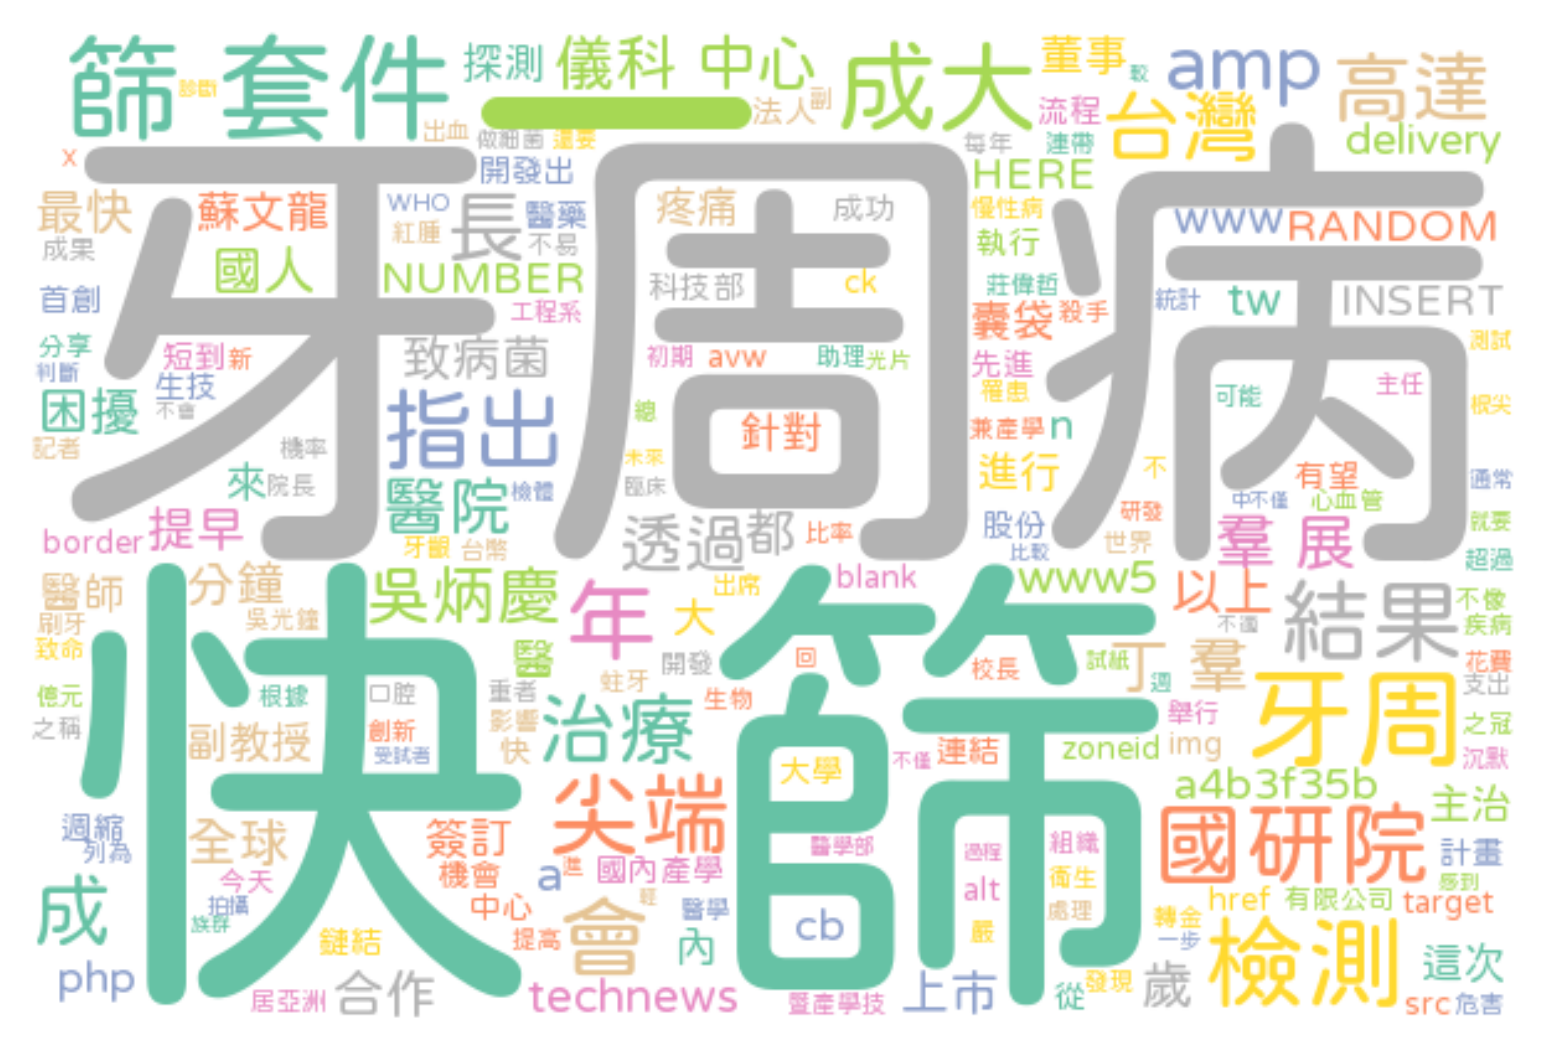 篩 套件 探測 儀科 中心 成大 董事 較 amp 高達
診斷 一 法人 副 流程 台灣 delivery
出血 做細菌 還要 每年 連帶
x 開發出 HERE
牙周病
最快 蘇文龍 WHO 長 醫藥 疼痛 成功 慢性病 www RANDOM
成果 國人 紅腫 不易 執行
首創 NUMBER 科技部 ck 莊偉哲 統計 tw INSERT
工程系 囊袋 殺手
分享 短到 新 致病菌 初期 avw 助理 光片 先進 測試
判斷 生技 罹患 可能 主任
困擾 不會 指出 總 針對 兼產學 n 根尖
記者 機率 未來 進行 不 有望 通常
來 院長 醫院 檢體 臨床 中不僅 心血管
border 提早 牙齦 台幣 透過 都 比率 股份 研發 羣 展 就要
比較 世界 超過
醫師 分鐘 吳炳慶 年 出席 blank www5 以上 結果 不像
刷牙 吳光鐘 大 不適 疾病
致命 醫 開發 回 校長 試紙 丁 羣 花費
快篩
億元 根據 口腔 重者 蛀牙 生物 週 牙周 支出
之稱 副教授 創新 影響 治療 舉行 之冠
受試者 快 不僅 連結 zoneid img 沉默
尖端 大學 a4b3f35b 主治
週縮 全球 簽訂 醫學部 過程 組織 國研院 計畫
列為 今天 機會 a 進 國內產學 alt 衛生 感到
成 拍攝 中心 輕 醫學 處理 href 有限公司 target
族群 鏈結 提高 會 內 cb 嚴 轉金 檢測
一步 這次
php 居亞洲 合作 technews 暨產學技 上市 從 發現 歲 src 危害